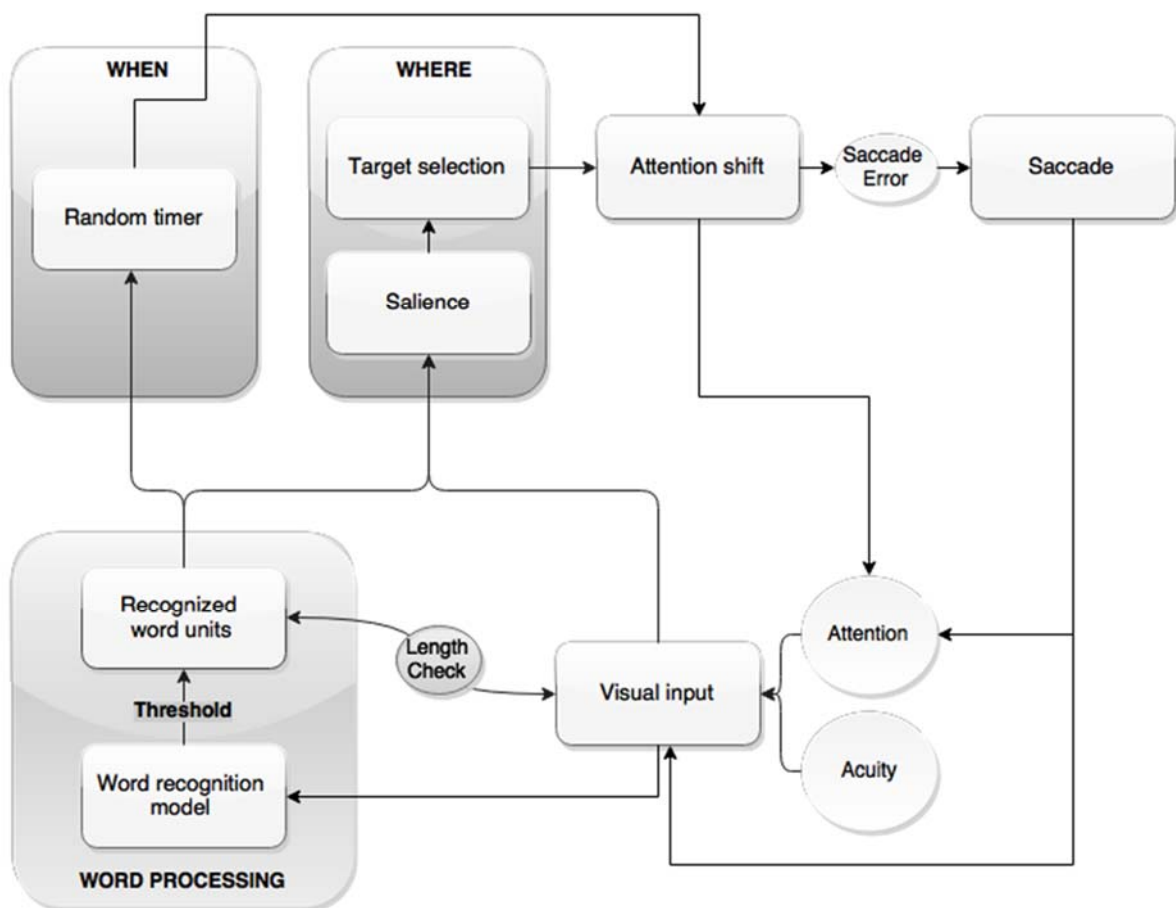 WHEN
WHERE
Random timer
Target selection
Salience
Attention shift
Saccade
Error
Saccade
Recognized
word units
Threshold
Word recognition
model
WORD PROCESSING
Length
Check
Visual input
Attention
Acuity